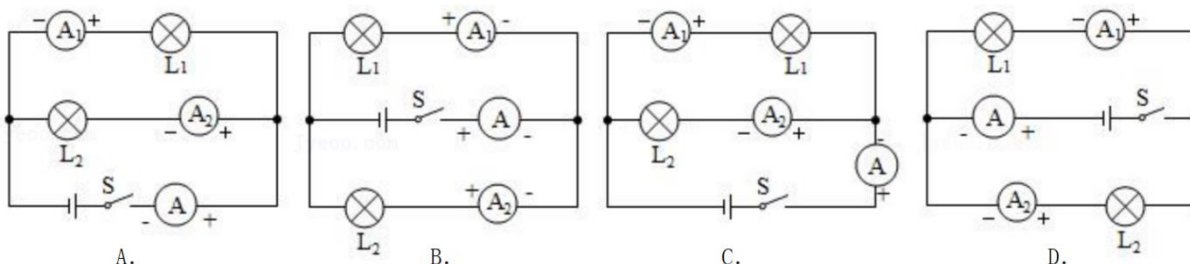 - A₁ + L₁
L₂ - A₂ +
S - A +
A.
L₁ + A₁ -
S + A -
L₂ + A₂ -
B.
- A₁ + L₁
L₂ - A₂ +
- A +
S
C.
L₁ - A₁ +
- A + S
- A₂ + L₂
D.